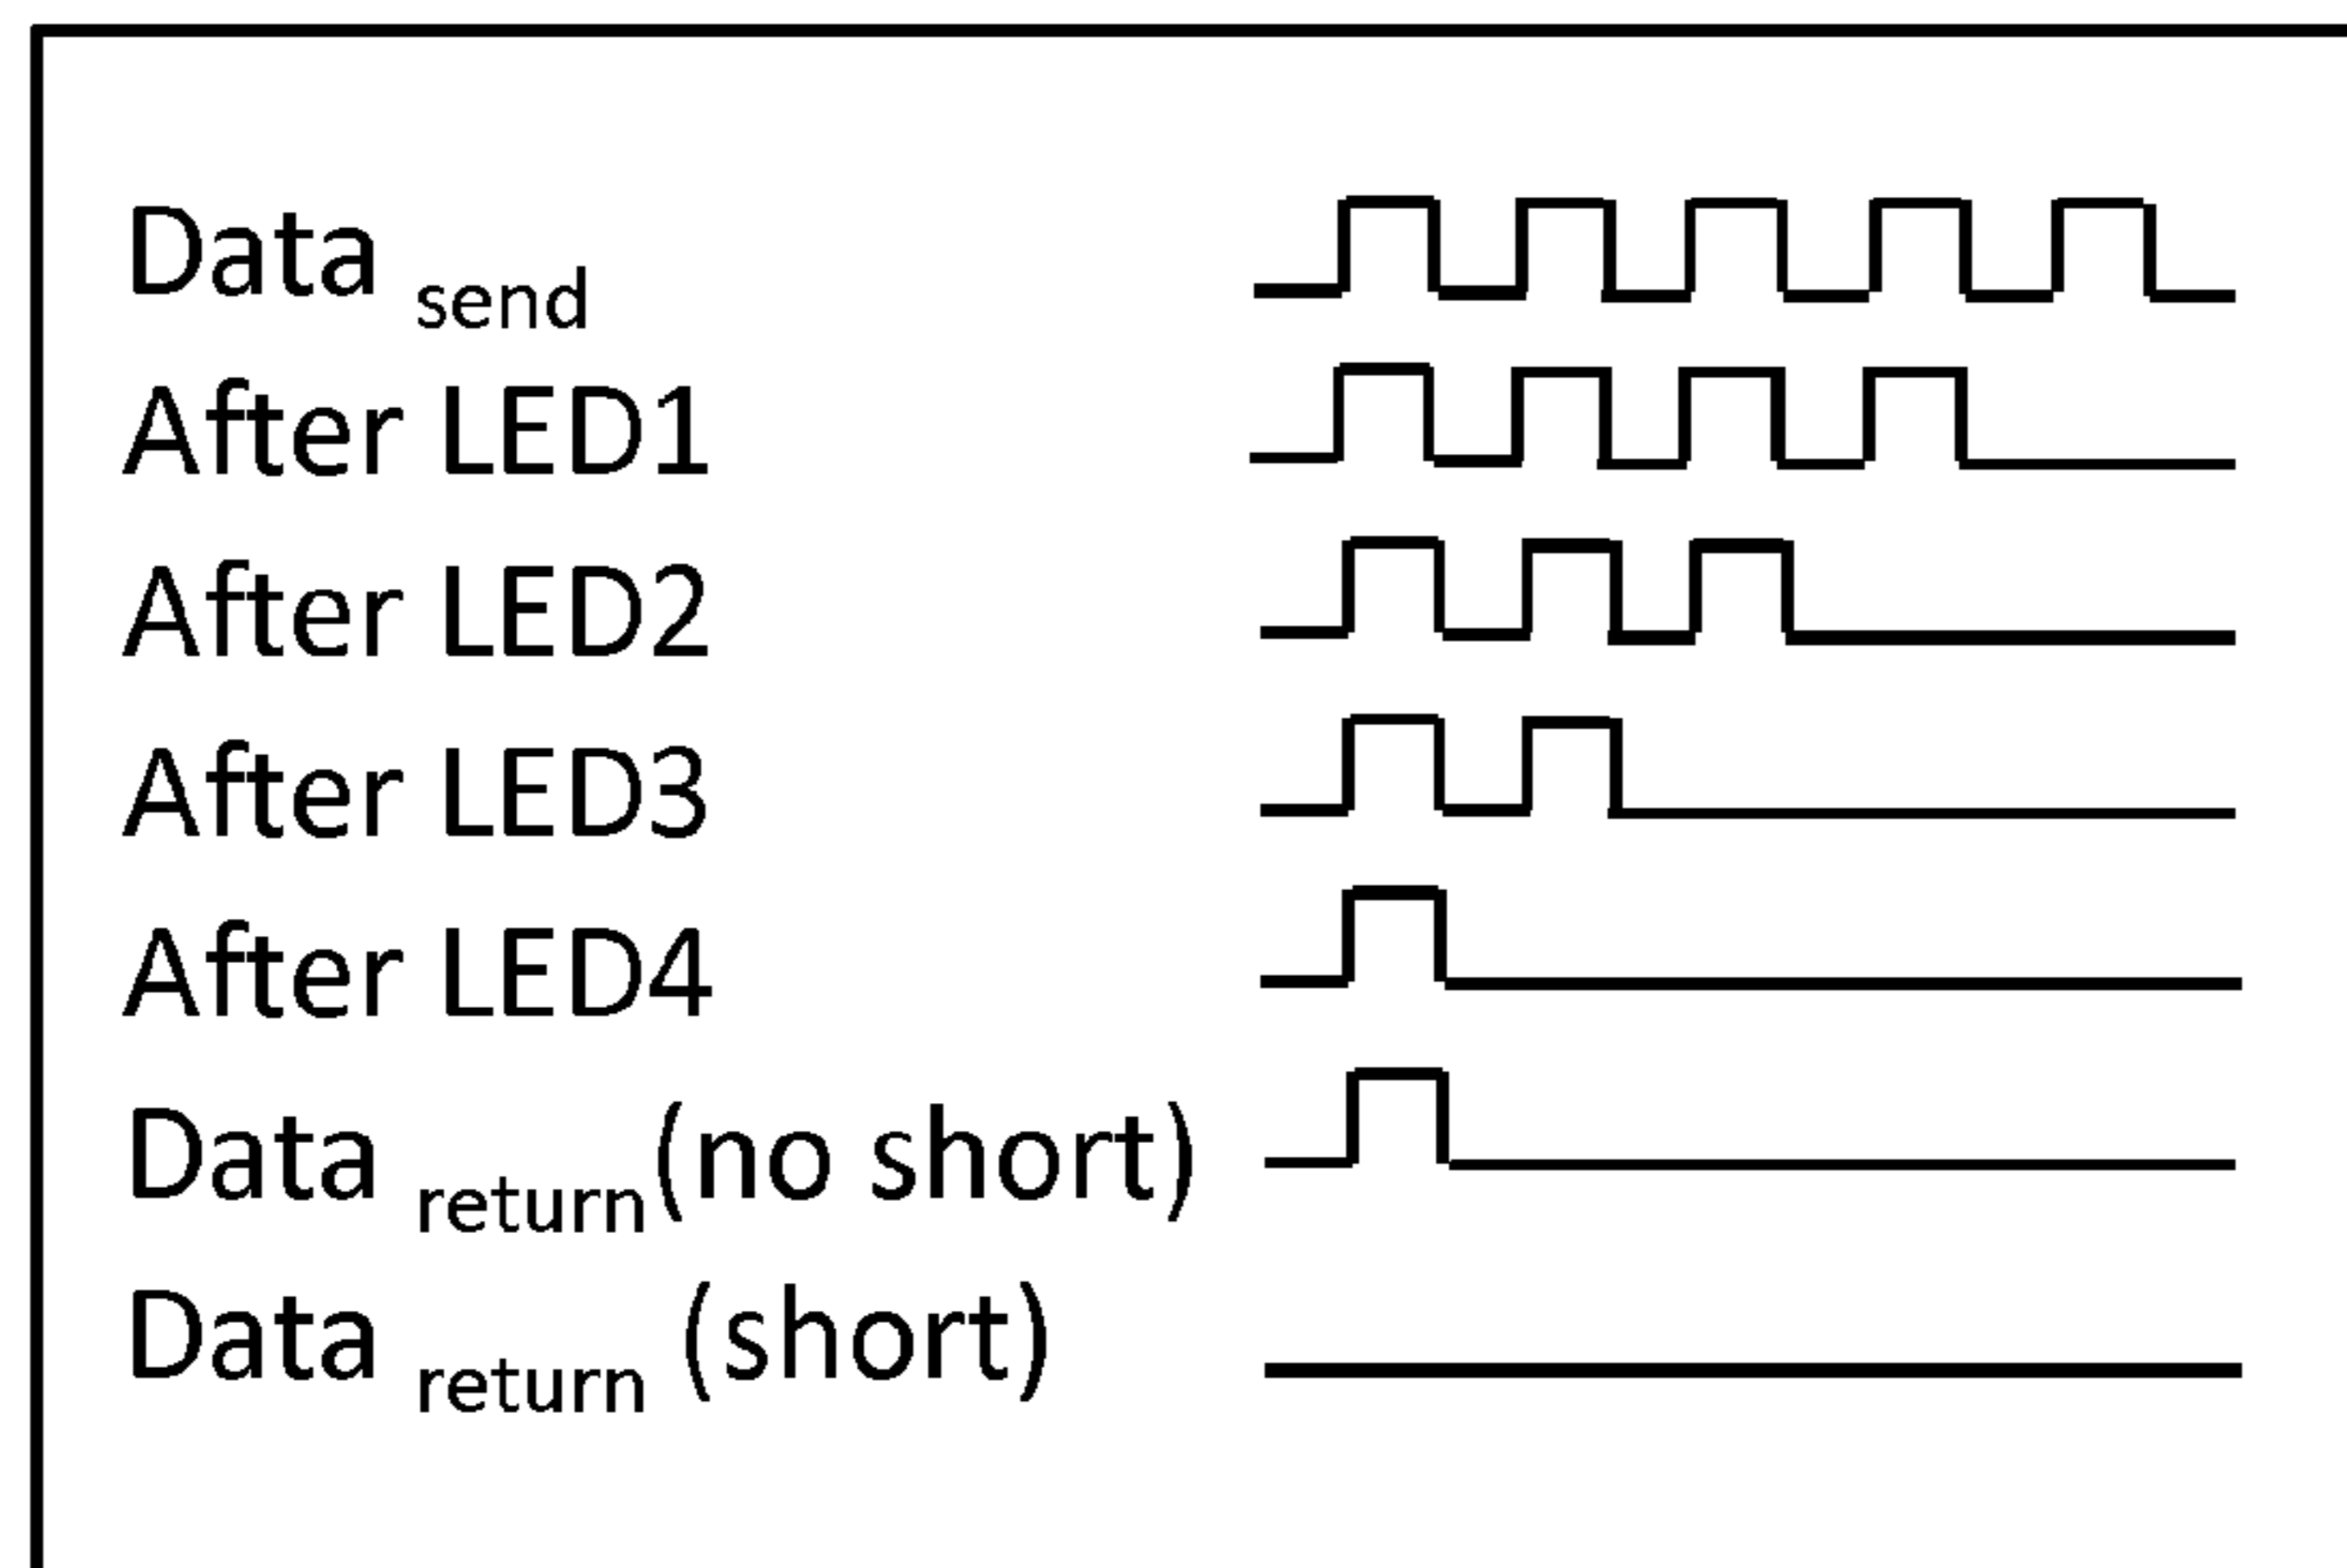 Data send
After LED1
After LED2
After LED3
After LED4
Data return(no short)
Data return (short)